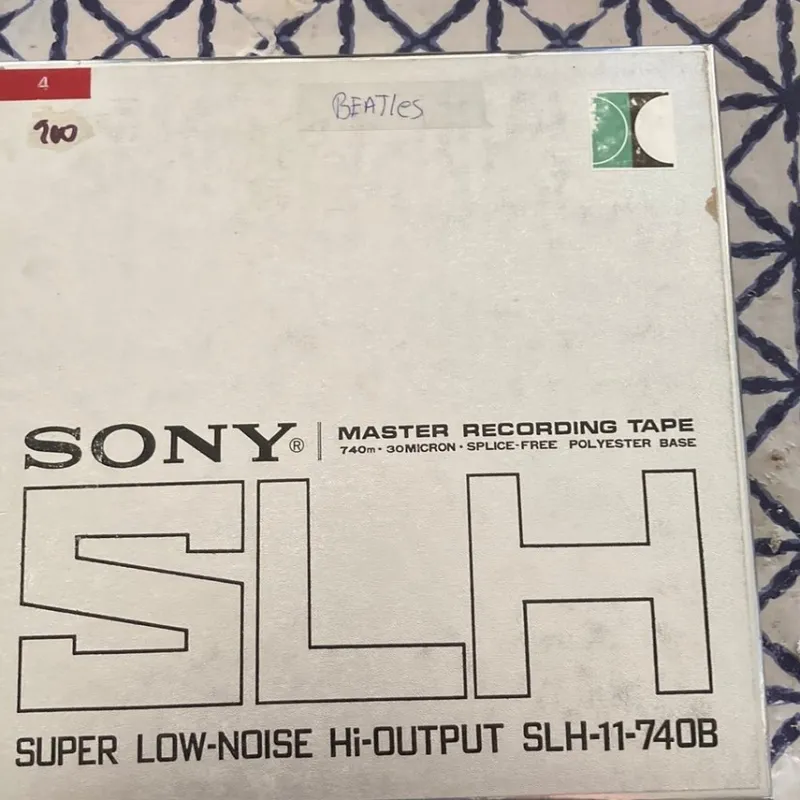 4
BEATles
SONY® | MASTER RECORDING TAPE
740m · 30MICRON · SPLICE-FREE POLYESTER BASE
SLH
SUPER LOW-NOISE Hi-OUTPUT SLH-11-740B